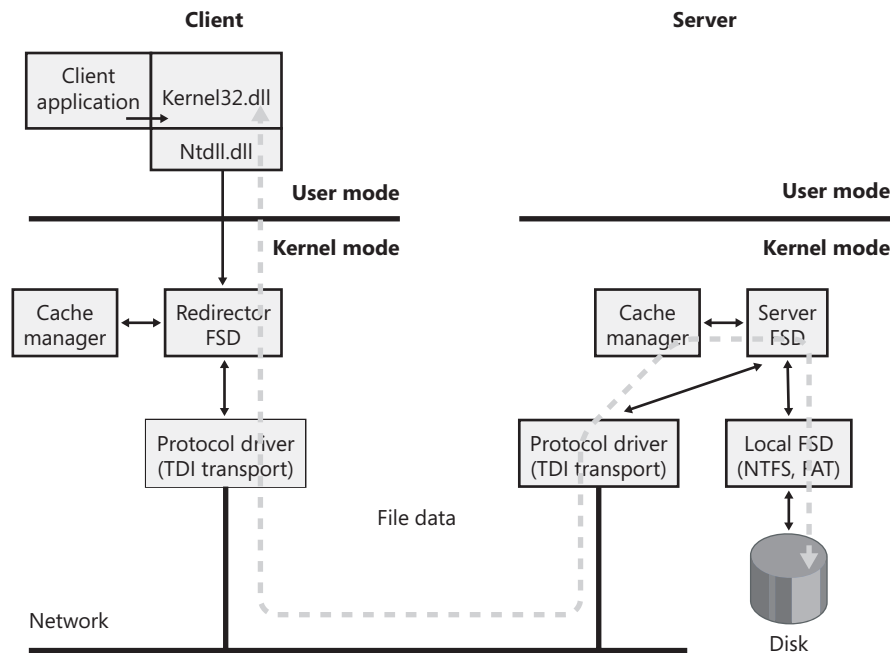 Client
Server
Client
application
Kernel32.dll
Ntdll.dll
User mode
User mode
Kernel mode
Kernel mode
Cache
manager
Redirector
FSD
Cache
manager
Server
FSD
Protocol driver
(TDI transport)
Protocol driver
(TDI transport)
Local FSD
(NTFS, FAT)
File data
Network
Disk